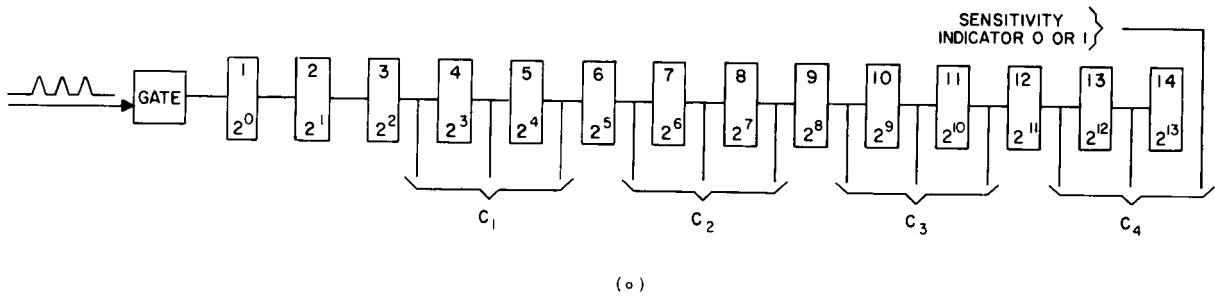 SENSITIVITY
INDICATOR 0 OR 1
GATE
1 2 3 4 5 6 7 8 9 10 11 12 13 14
2⁰ 2¹ 2² 2³ 2⁴ 2⁵ 2⁶ 2⁷ 2⁸ 2⁹ 2¹⁰ 2¹¹ 2¹² 2¹³
C₁ C₂ C₃ C₄
(o)